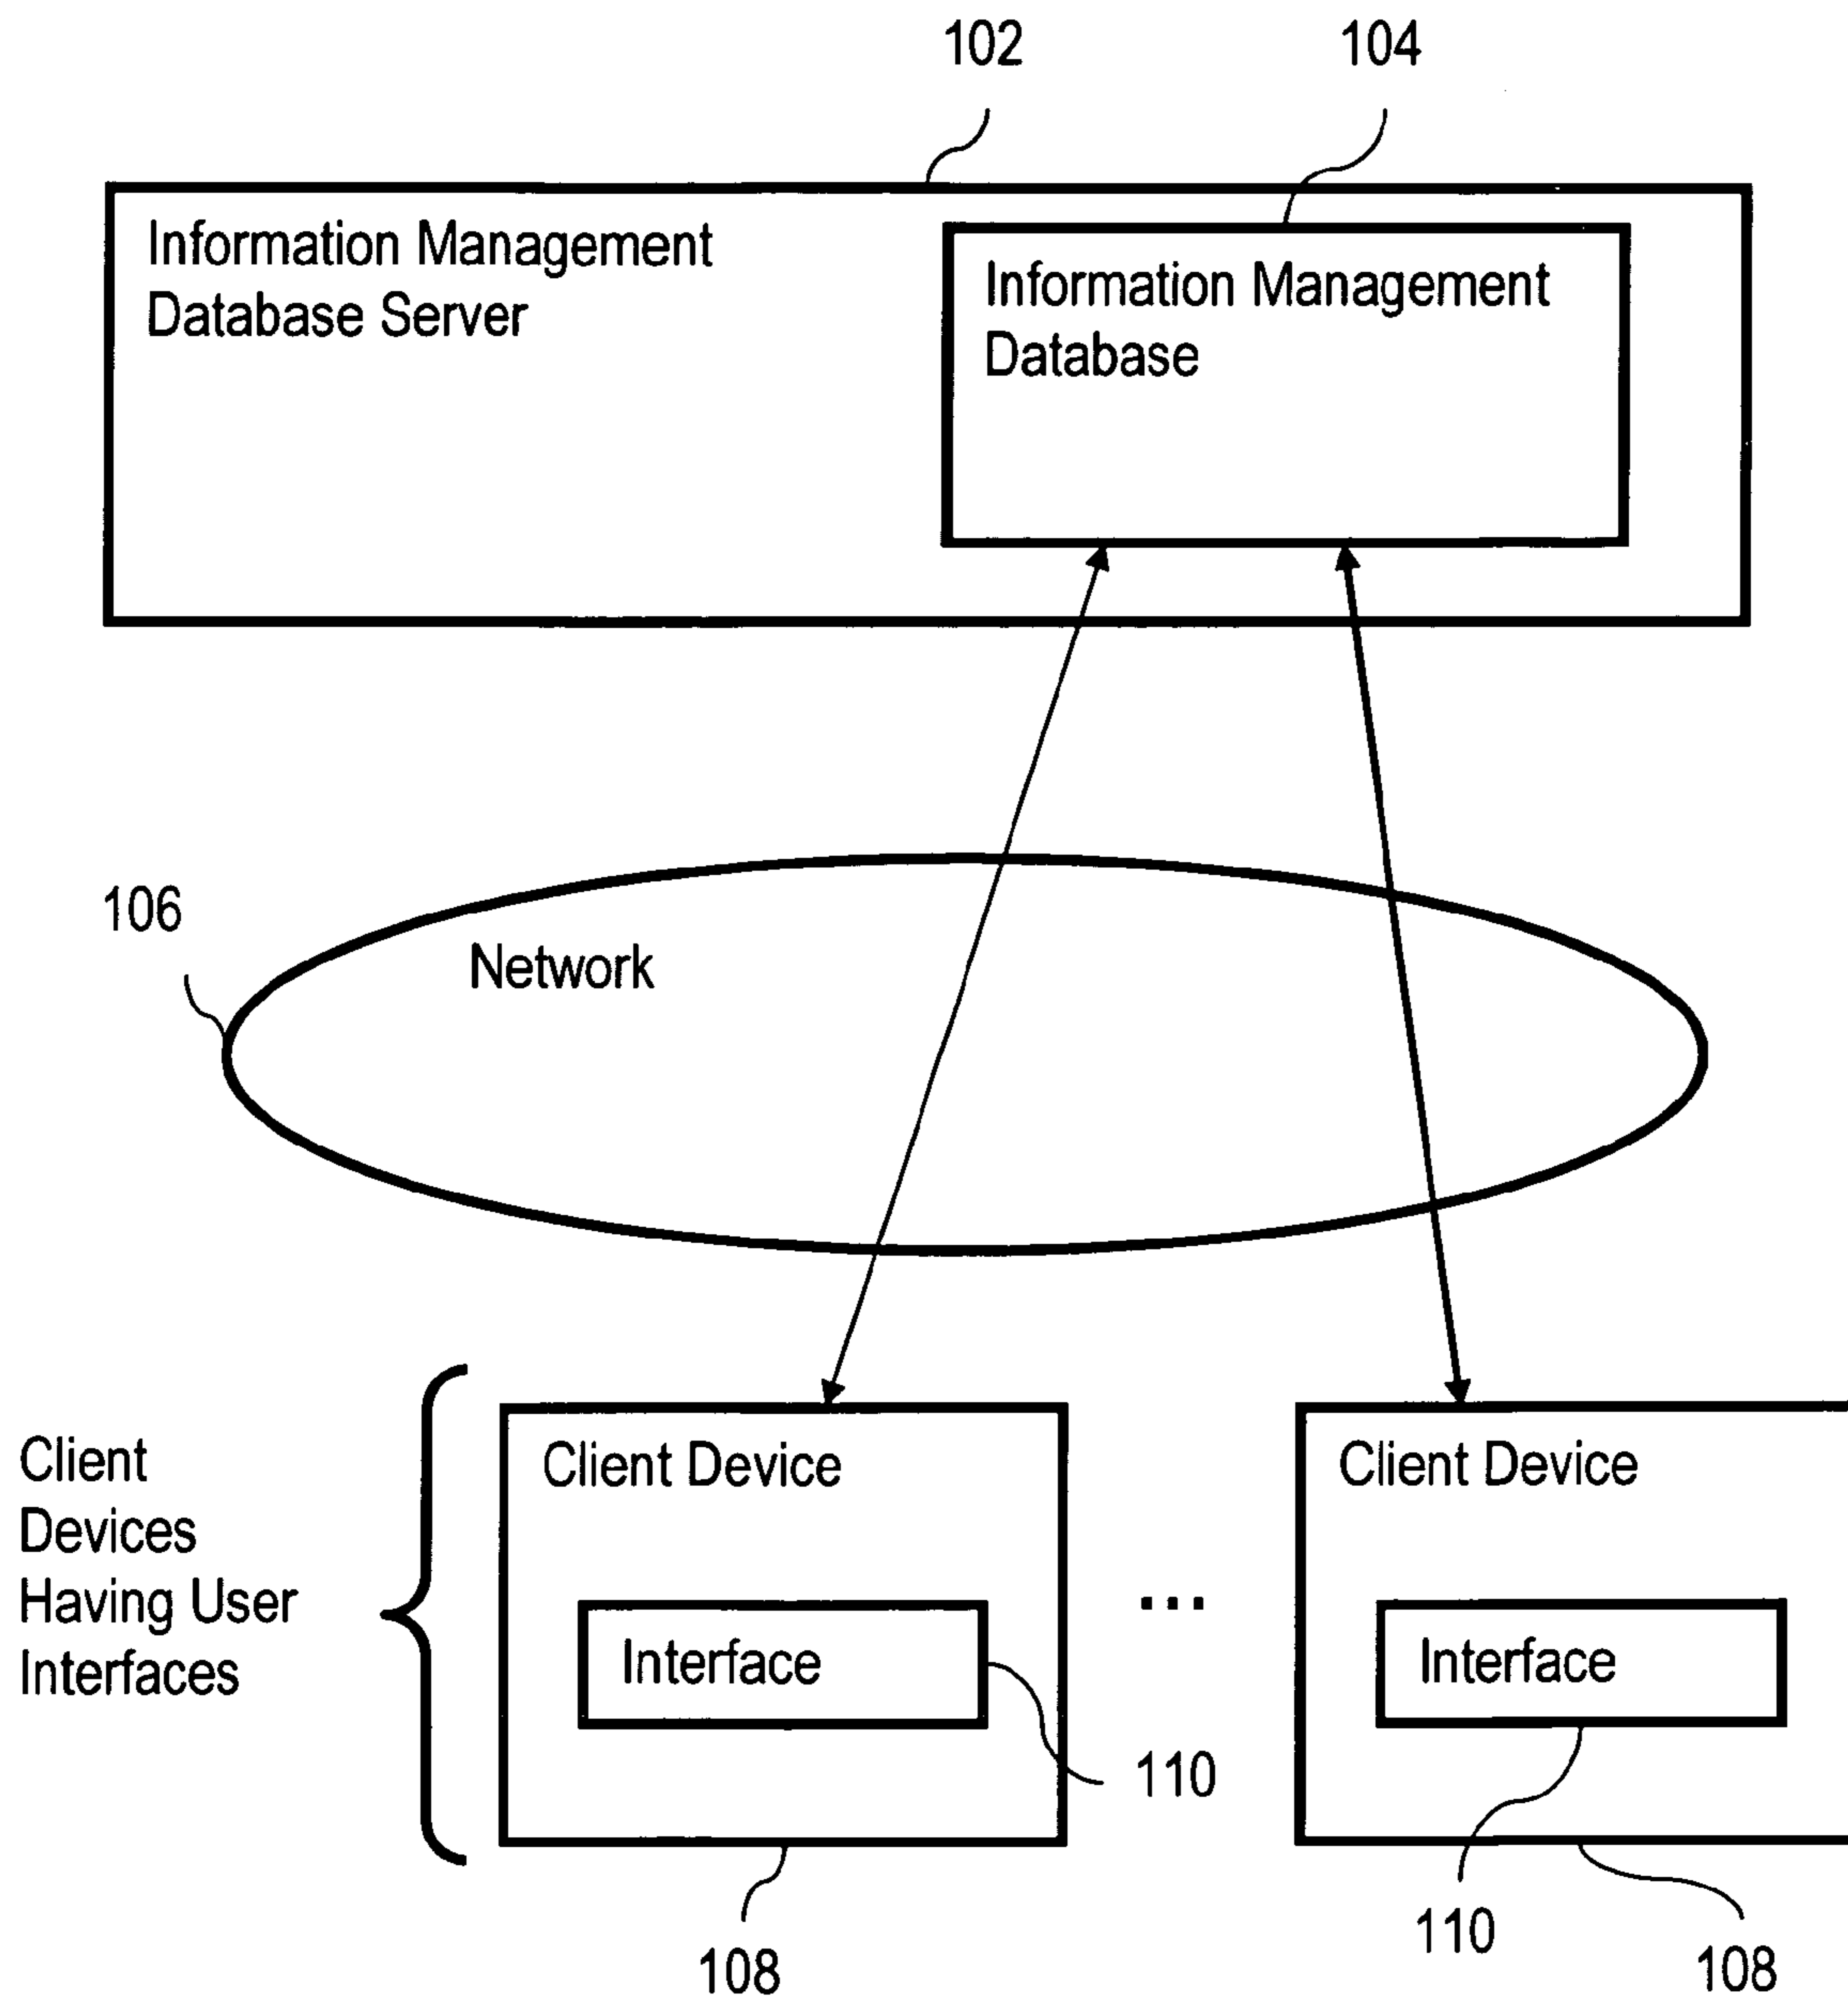 102
104
Information Management
Database Server
Information Management
Database
106
Network
Client
Devices
Having User
Interfaces
Client Device
Interface
110
108
...
Client Device
Interface
110
108